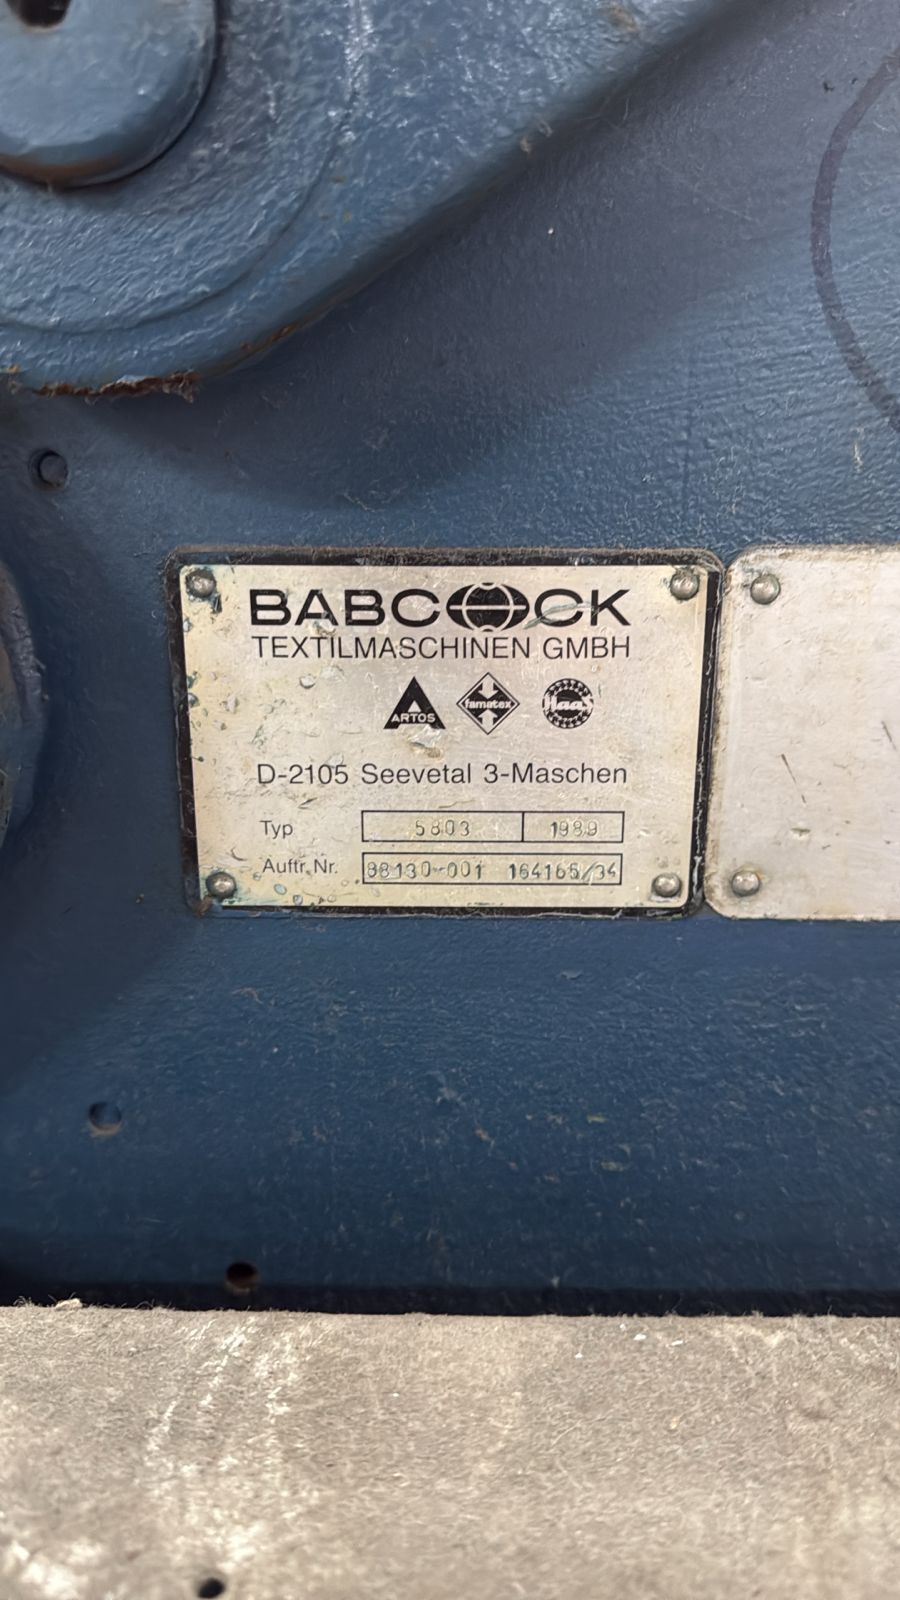 BABCOCK
TEXTILMASCHINEN GMBH
ARTOS famatex Haas
D-2105 Seevetal 3-Maschen
Typ 5803 1989
Auftr. Nr. 88130-001 164165/34